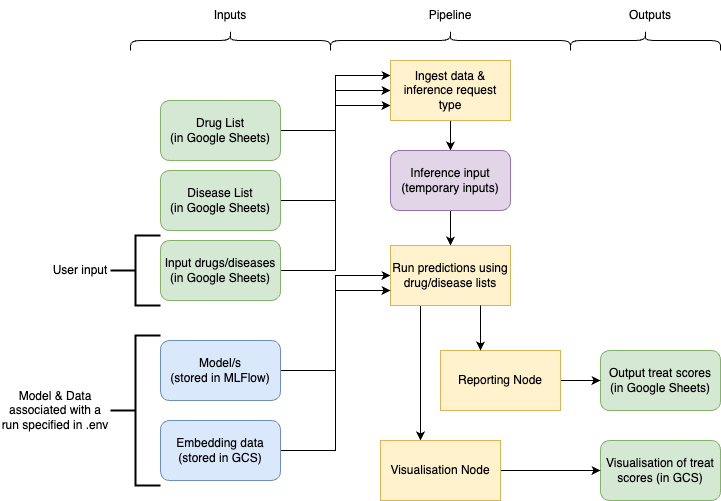 Inputs
Pipeline
Outputs
Ingest data &
inference request
type
Drug List
(in Google Sheets)
Inference input
(temporary inputs)
Disease List
(in Google Sheets)
User input
Input drugs/diseases
(in Google Sheets)
Run predictions using
drug/disease lists
Model & Data
associated with a
run specified in .env
Model/s
(stored in MLFlow)
Reporting Node
Output treat scores
(in Google Sheets)
Embedding data
(stored in GCS)
Visualisation Node
Visualisation of treat
scores (in GCS)